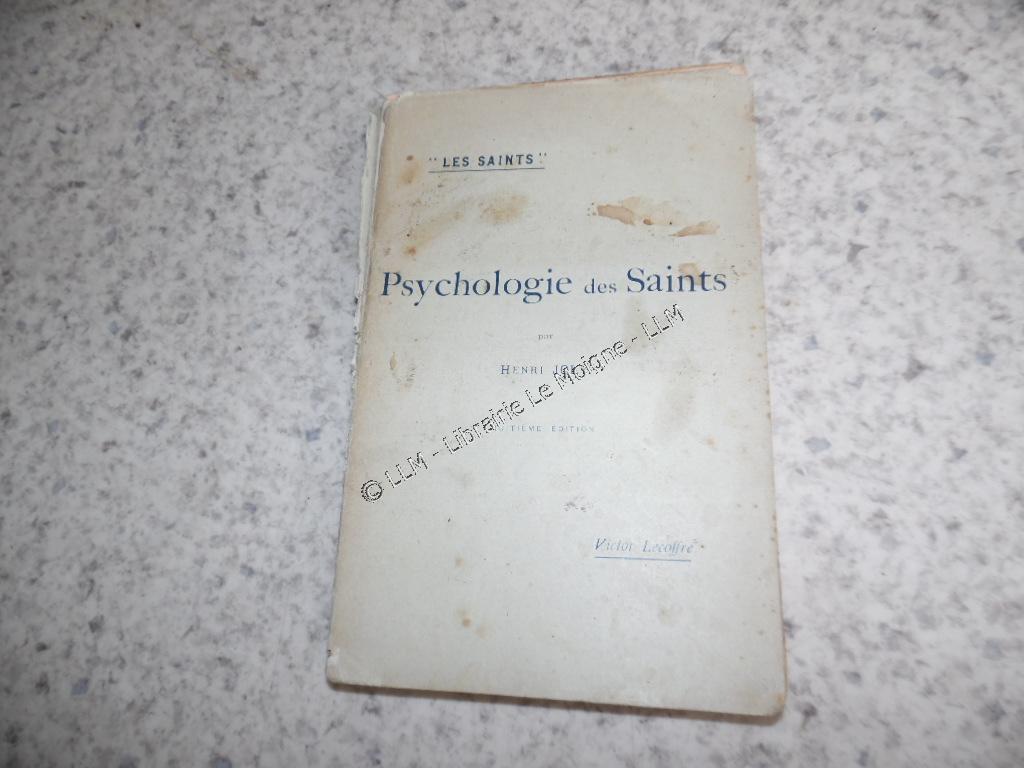 "LES SAINTS"
Psychologie des Saints
par
HENRI
ÉDITION
Victor Lecoffre
© LLM - Librairie Le Moigne - LLM